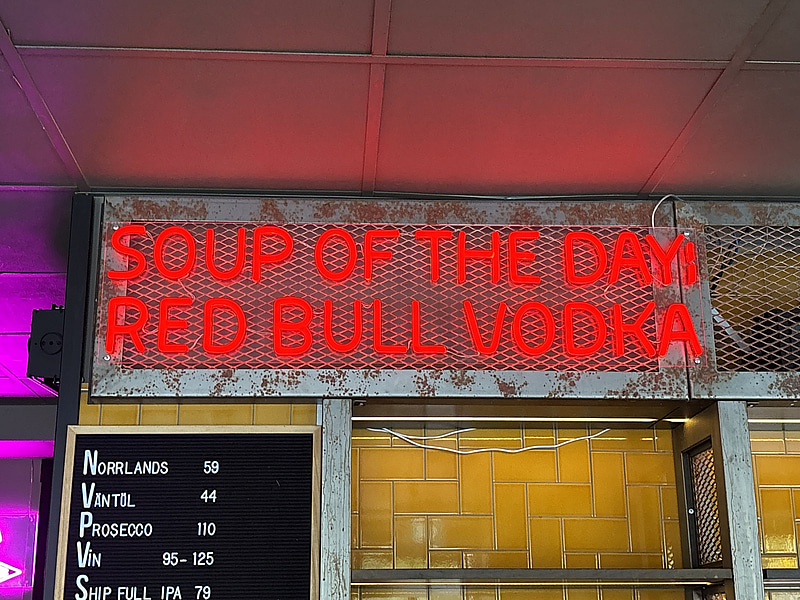 SOUP OF THE DAY:
RED BULL VODKA
NORRLANDS 59
VÄNTÜL 44
PROSECCO 110
VIN 95-125
SHIP FULL IPA 79